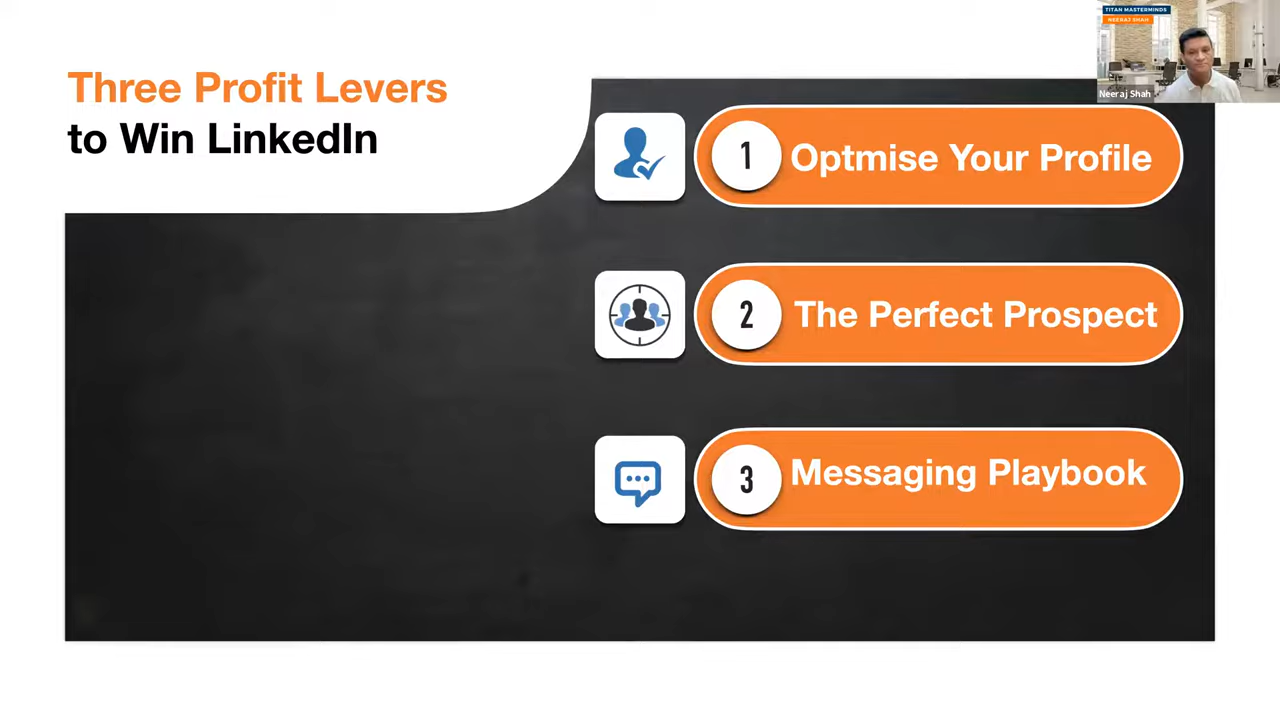 TITAN MASTERMINDS
NEERAJ SHAH
Neeraj Shah
Three Profit Levers
to Win LinkedIn
1 Optmise Your Profile
2 The Perfect Prospect
3 Messaging Playbook